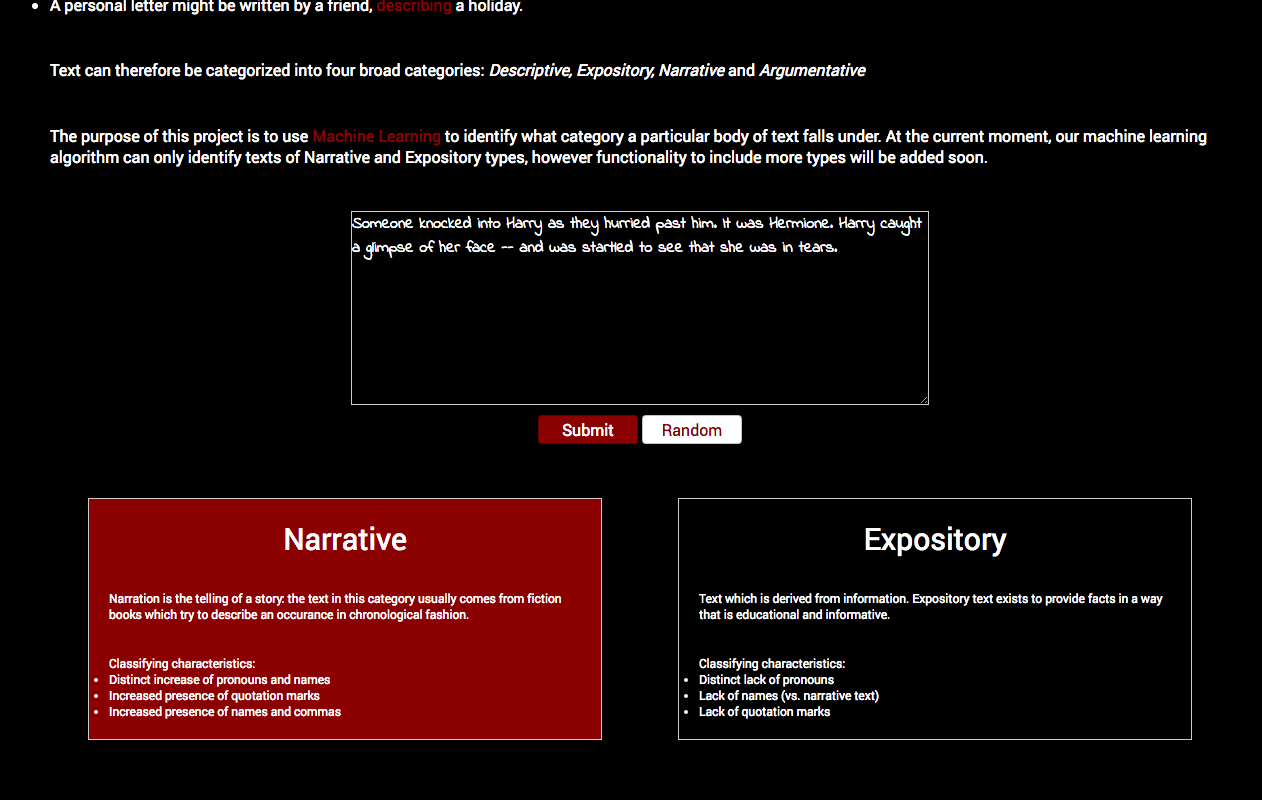 A personal letter might be written by a friend, describing a holiday.
Text can therefore be categorized into four broad categories: Descriptive, Expository, Narrative and Argumentative
The purpose of this project is to use Machine Learning to identify what category a particular body of text falls under. At the current moment, our machine learning
algorithm can only identify texts of Narrative and Expository types, however functionality to include more types will be added soon.
Someone knocked into Harry as they hurried past him. It was Hermione. Harry caught
a glimpse of her face -- and was startled to see that she was in tears.
Submit Random
Narrative
Narration is the telling of a story: the text in this category usually comes from fiction
books which try to describe an occurance in chronological fashion.
Classifying characteristics:
Distinct increase of pronouns and names
Increased presence of quotation marks
Increased presence of names and commas
Expository
Text which is derived from information. Expository text exists to provide facts in a way
that is educational and informative.
Classifying characteristics:
Distinct lack of pronouns
Lack of names (vs. narrative text)
Lack of quotation marks